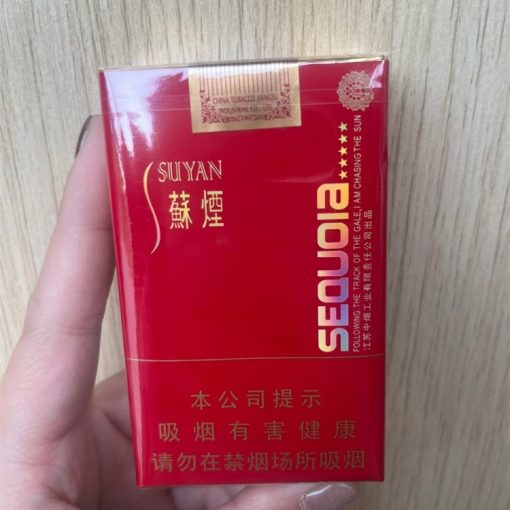 CHINA TOBACCO JIANGSU
INDUSTRIAL CO., LTD.
SUYAN
蘇煙
SEQUOIA
★★★★★
FOLLOWING THE TRACK OF THE GALE,I AM CHASING THE SUN
江苏中烟工业有限责任公司出品
本公司提示
吸烟有害健康
请勿在禁烟场所吸烟